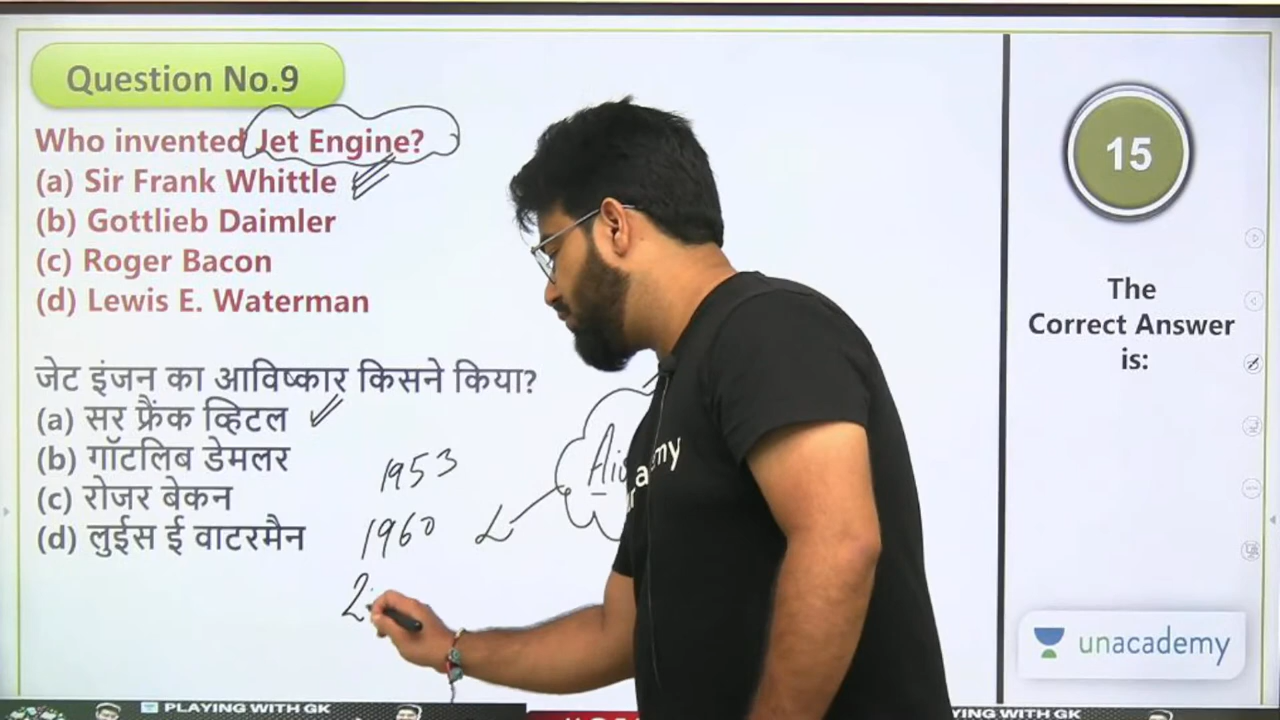 Question No.9
Who invented Jet Engine?
(a) Sir Frank Whittle
(b) Gottlieb Daimler
(c) Roger Bacon
(d) Lewis E. Waterman
जेट इंजन का आविष्कार किसने किया?
(a) सर फ्रैंक व्हिटल
(b) गॉटलिब डेमलर
(c) रोजर बेकन
(d) लुईस ई वाटरमैन
1953
1960
2
15
The
Correct Answer
is:
unacademy
PLAYING WITH GK